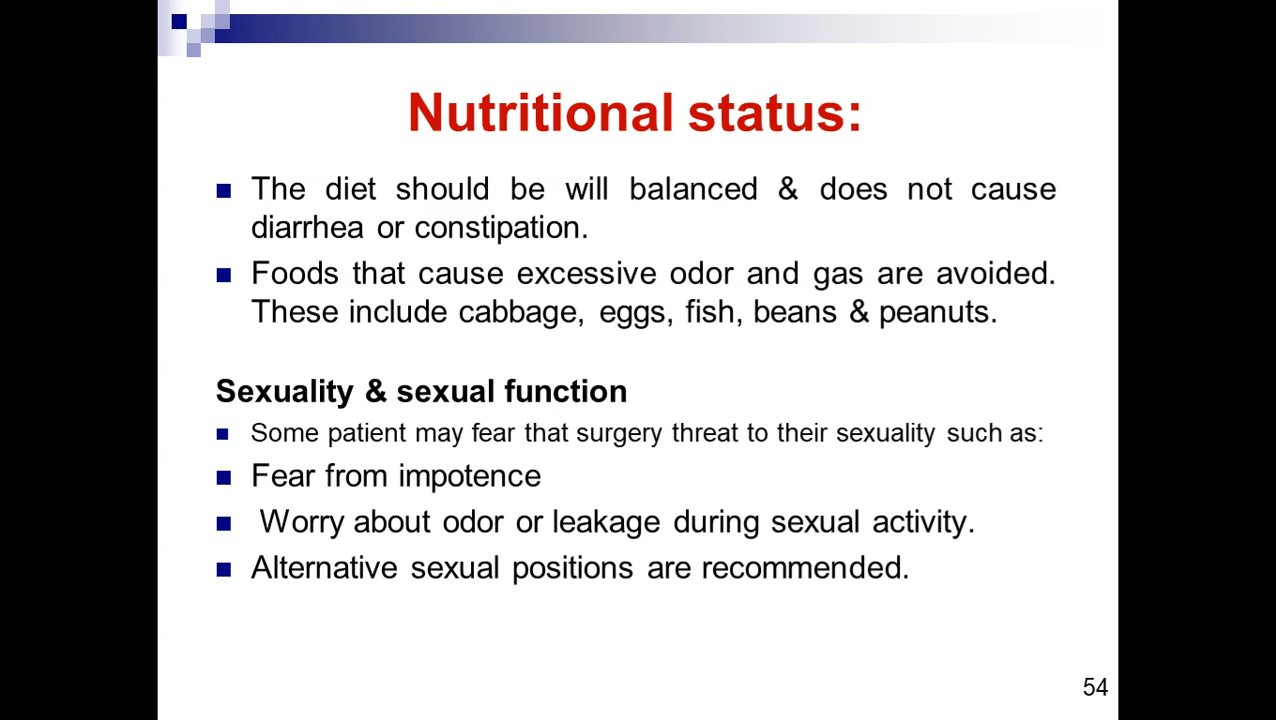 Nutritional status:
The diet should be will balanced & does not cause
diarrhea or constipation.
Foods that cause excessive odor and gas are avoided.
These include cabbage, eggs, fish, beans & peanuts.
Sexuality & sexual function
Some patient may fear that surgery threat to their sexuality such as:
Fear from impotence
Worry about odor or leakage during sexual activity.
Alternative sexual positions are recommended.
54